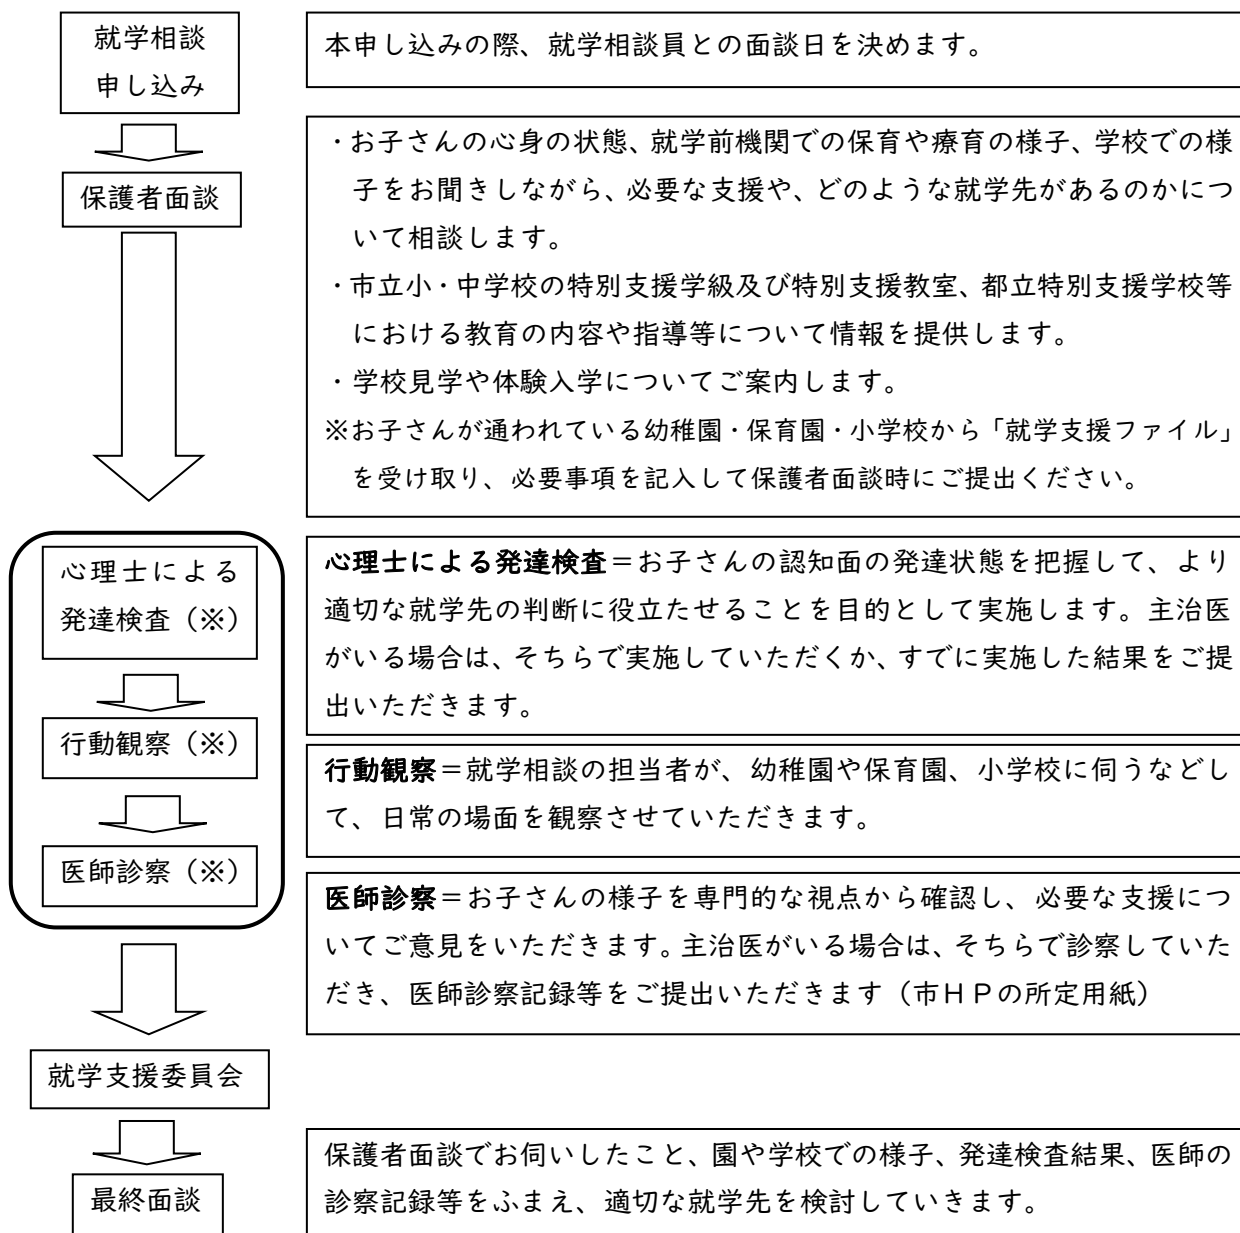 就学相談
申し込み
本申し込みの際、就学相談員との面談日を決めます。
保護者面談
・お子さんの心身の状態、就学前機関での保育や療育の様子、学校での様
子をお聞きしながら、必要な支援や、どのような就学先があるのかにつ
いて相談します。
・市立小・中学校の特別支援学級及び特別支援教室、都立特別支援学校等
における教育の内容や指導等について情報を提供します。
・学校見学や体験入学についてご案内します。
※お子さんが通われている幼稚園・保育園・小学校から「就学支援ファイル」
を受け取り、必要事項を記入して保護者面談時にご提出ください。
心理士による
発達検査（※）
心理士による発達検査＝お子さんの認知面の発達状態を把握して、より
適切な就学先の判断に役立たせることを目的として実施します。主治医
がいる場合は、そちらで実施していただくか、すでに実施した結果をご提
出いただきます。
行動観察（※）
行動観察＝就学相談の担当者が、幼稚園や保育園、小学校に伺うなどし
て、日常の場面を観察させていただきます。
医師診察（※）
医師診察＝お子さんの様子を専門的な視点から確認し、必要な支援につ
いてご意見をいただきます。主治医がいる場合は、そちらで診察していた
だき、医師診察記録等をご提出いただきます（市ＨＰの所定用紙）
就学支援委員会
最終面談
保護者面談でお伺いしたこと、園や学校での様子、発達検査結果、医師の
診察記録等をふまえ、適切な就学先を検討していきます。